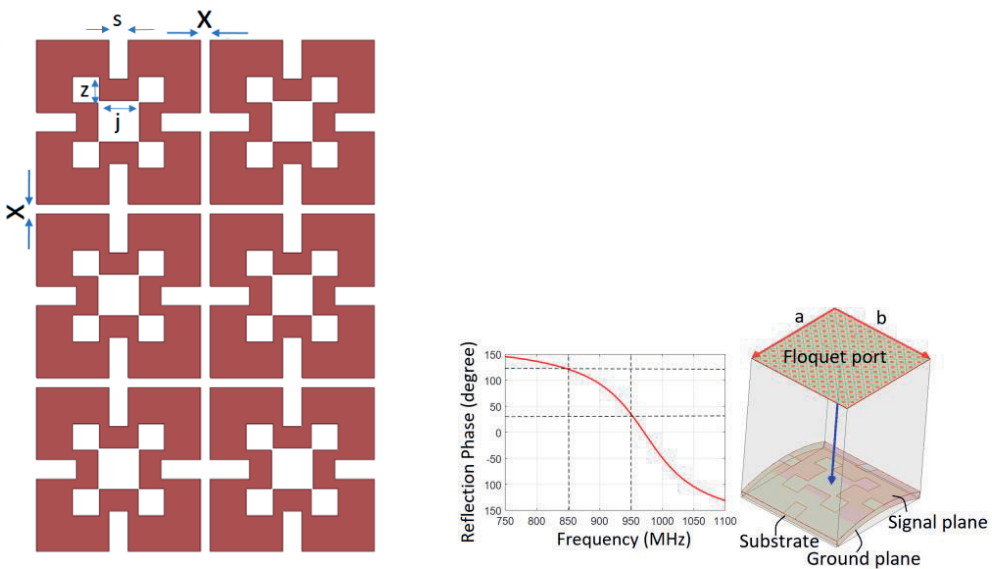 s
X
z
j
X
Reflection Phase (degree)
150
100
50
0
-50
100
150
750 800 850 900 950 1000 1050 1100
Frequency (MHz)
a
b
Floquet port
Signal plane
Substrate
Ground plane